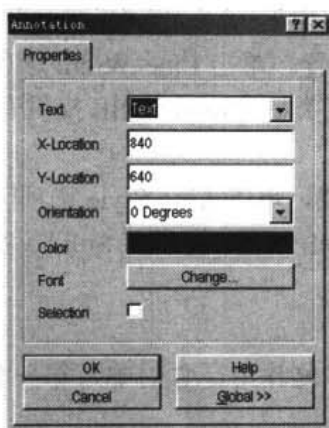 Annotation
Properties
Text Text
X-Location 840
Y-Location 640
Orientation 0 Degrees
Color
Font Change...
Selection
OK Help
Cancel Global >>